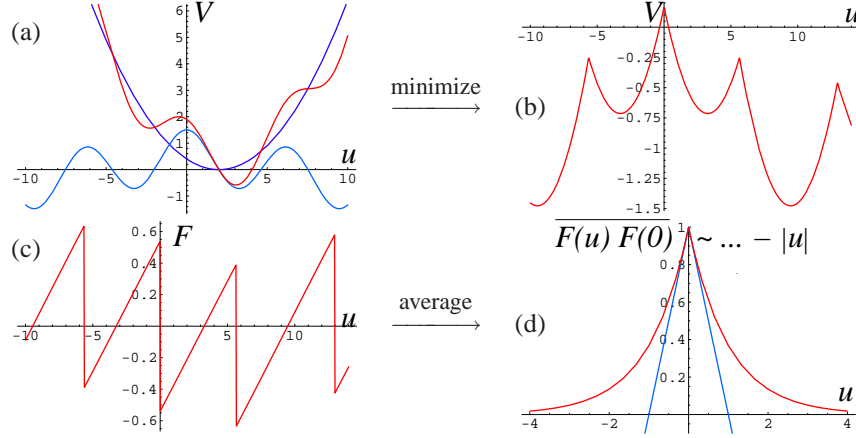 (a)
V
6
5
4
3
2
1
-1
-10 -5 5 10
u
minimize
(b)
V
u
-10 -5 5 10
-0.25
-0.5
-0.75
-1
-1.25
-1.5
(c)
F
0.6
0.4
0.2
-0.2
-0.4
-0.6
-10 -5 5 10
u
average
(d)
F(u) F(0) ~ ... − |u|
1
0.8
0.6
0.4
0.2
-4 -2 2 4
u